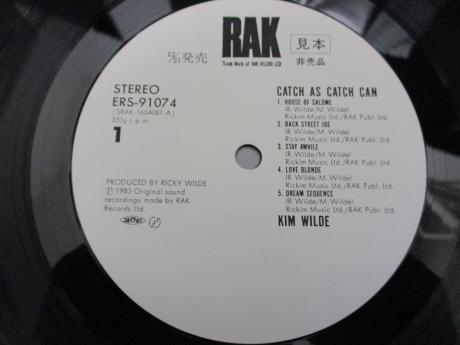 12/21発売
RAK
見本
Trade Mark of RAK RECORD LTD
非売品
STEREO
ERS-91074
(SRAK-1654081-A)
33⅓ r.p.m.
1
CATCH AS CATCH CAN
1. HOUSE OF SALOME
(R. Wilde/M. Wilde)
Rickim Music Ltd./RAK Publ. Ltd.
2. BACK STREET JOE
(R. Wilde/M. Wilde)
Rickim Music Ltd./RAK Publ. Ltd.
3. STAY AWHILE
(R. Wilde/M. Wilde)
Rickim Music Ltd./RAK Publ. Ltd.
4. LOVE BLONDE
(R. Wilde/M. Wilde)
Rickim Music Ltd./RAK Publ. Ltd.
5. DREAM SEQUENCE
(R. Wilde/M. Wilde)
Rickim Music Ltd./RAK Publ. Ltd.
KIM WILDE
PRODUCED BY RICKY WILDE
Ⓟ 1983 Original sound
recordings made by RAK
Records Ltd.